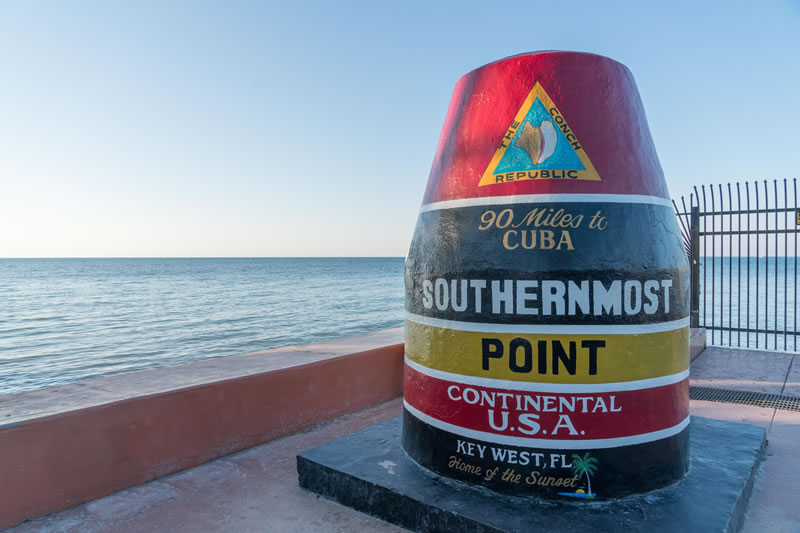 THE CONCH
REPUBLIC
90 Miles to
CUBA
SOUTHERNMOST
POINT
CONTINENTAL
U.S.A.
KEY WEST, FL
Home of the Sunset